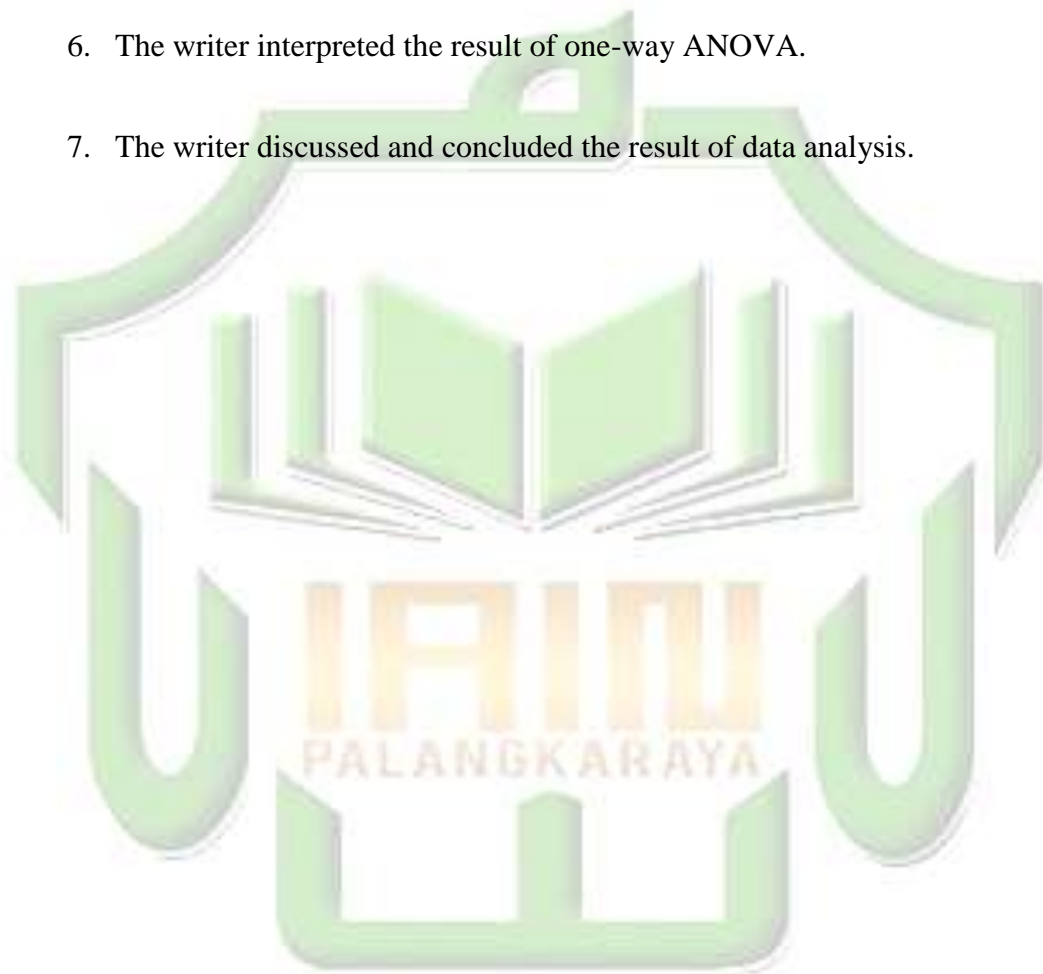 6. The writer interpreted the result of one-way ANOVA.
7. The writer discussed and concluded the result of data analysis.
IAIN
PALANGKARAYA